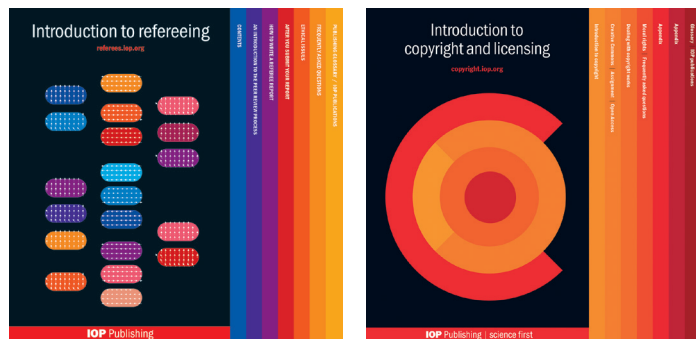 Introduction to refereeing
referees.iop.org
CONTENTS
AN INTRODUCTION TO THE PEER REVIEW PROCESS
HOW TO WRITE A REFEREE REPORT
AFTER YOU SUBMIT YOUR REPORT
ETHICAL ISSUES
FREQUENTLY ASKED QUESTIONS
PUBLISHING GLOSSARY / IOP PUBLICATIONS
IOP Publishing
Introduction to
copyright and licensing
copyright.iop.org
Introduction to copyright
Creative Commons | Assignment | Open Access
Dealing with copyright works
Moral rights | Frequently asked questions
Appendix
Appendix
Glossary | IOP publications
IOP Publishing | science first